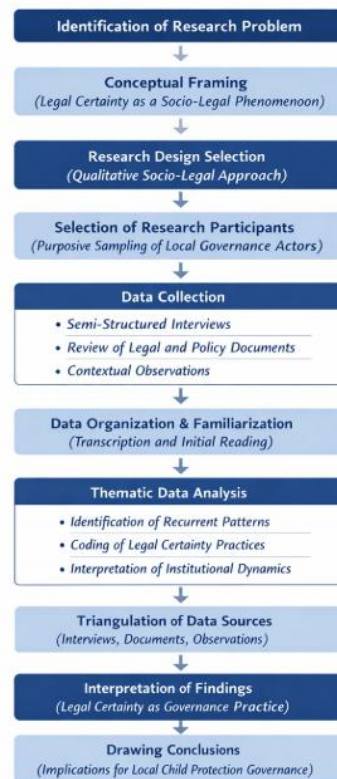 Identification of Research Problem
Conceptual Framing
(Legal Certainty as a Socio-Legal Phenomenoon)
Research Design Selection
(Qualitative Socio-Legal Approach)
Selection of Research Participants
(Purposive Sampling of Local Governance Actors)
Data Collection
• Semi-Structured Interviews
• Review of Legal and Policy Documents
• Contextual Observations
Data Organization & Familiarization
(Transcription and Initial Reading)
Thematic Data Analysis
• Identification of Recurrent Patterns
• Coding of Legal Certainty Practices
• Interpretation of Institutional Dynamics
Triangulation of Data Sources
(Interviews, Documents, Observations)
Interpretation of Findings
(Legal Certainty as Governance Practice)
Drawing Conclusions
(Implications for Local Child Protection Governance)